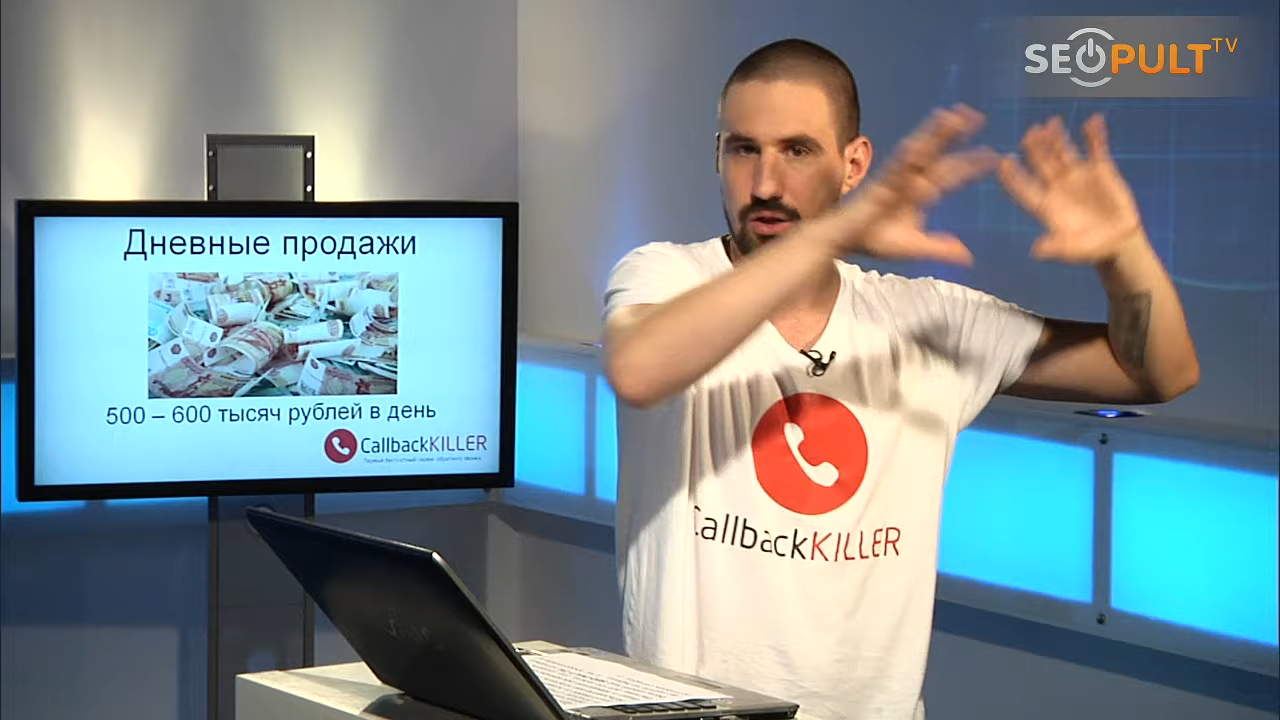 SEOPULT TV
Дневные продажи
500 – 600 тысяч рублей в день
CallbackKILLER
CallbackKILLER